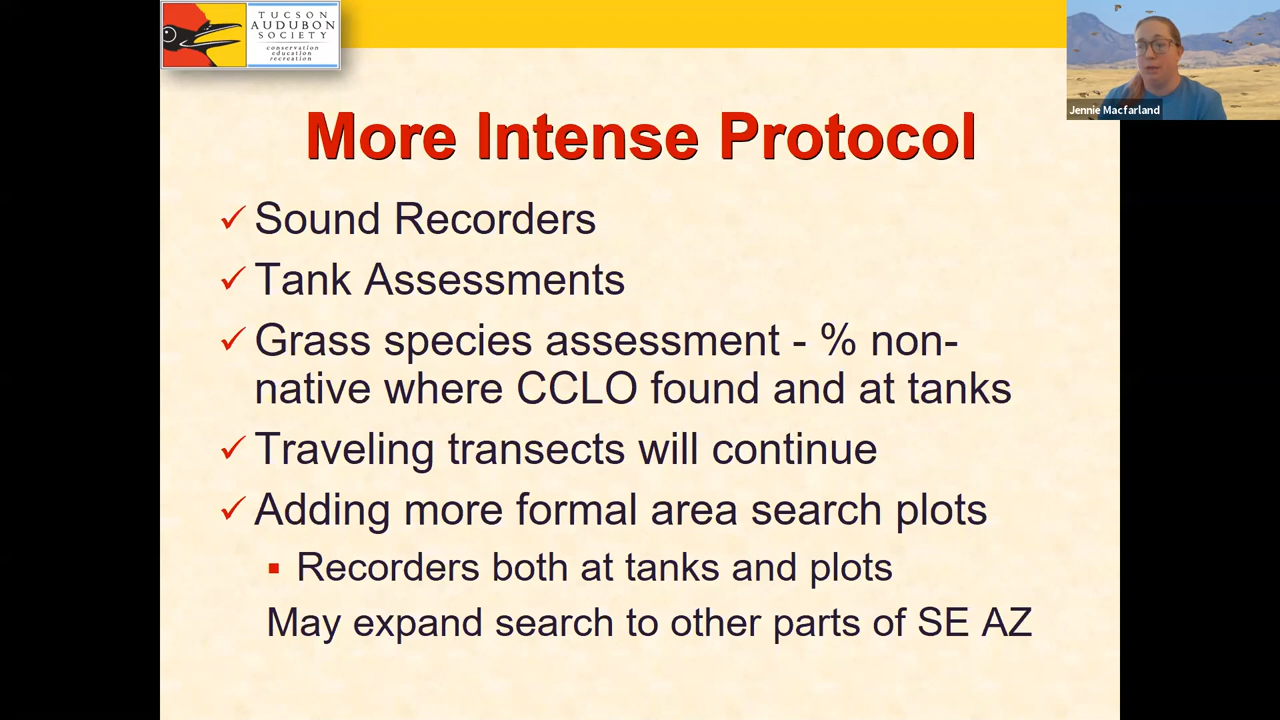 TUCSON
AUDUBON
SOCIETY
conservation
education
recreation
Jennie Macfarland
More Intense Protocol
✓ Sound Recorders
✓ Tank Assessments
✓ Grass species assessment - % non-
native where CCLO found and at tanks
✓ Traveling transects will continue
✓ Adding more formal area search plots
▪ Recorders both at tanks and plots
May expand search to other parts of SE AZ